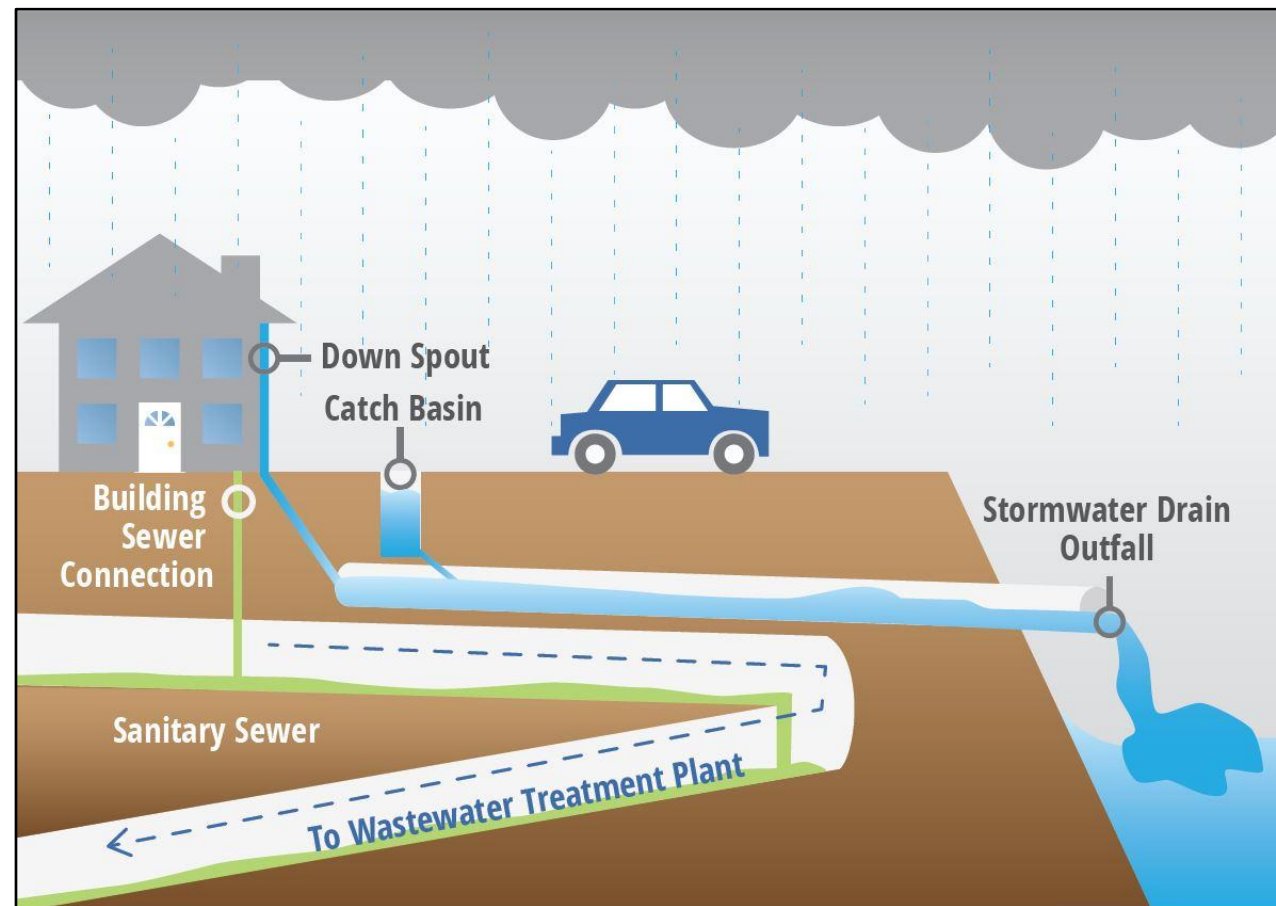 Down Spout
Catch Basin
Building
Sewer
Connection
Stormwater Drain
Outfall
Sanitary Sewer
To Wastewater Treatment Plant